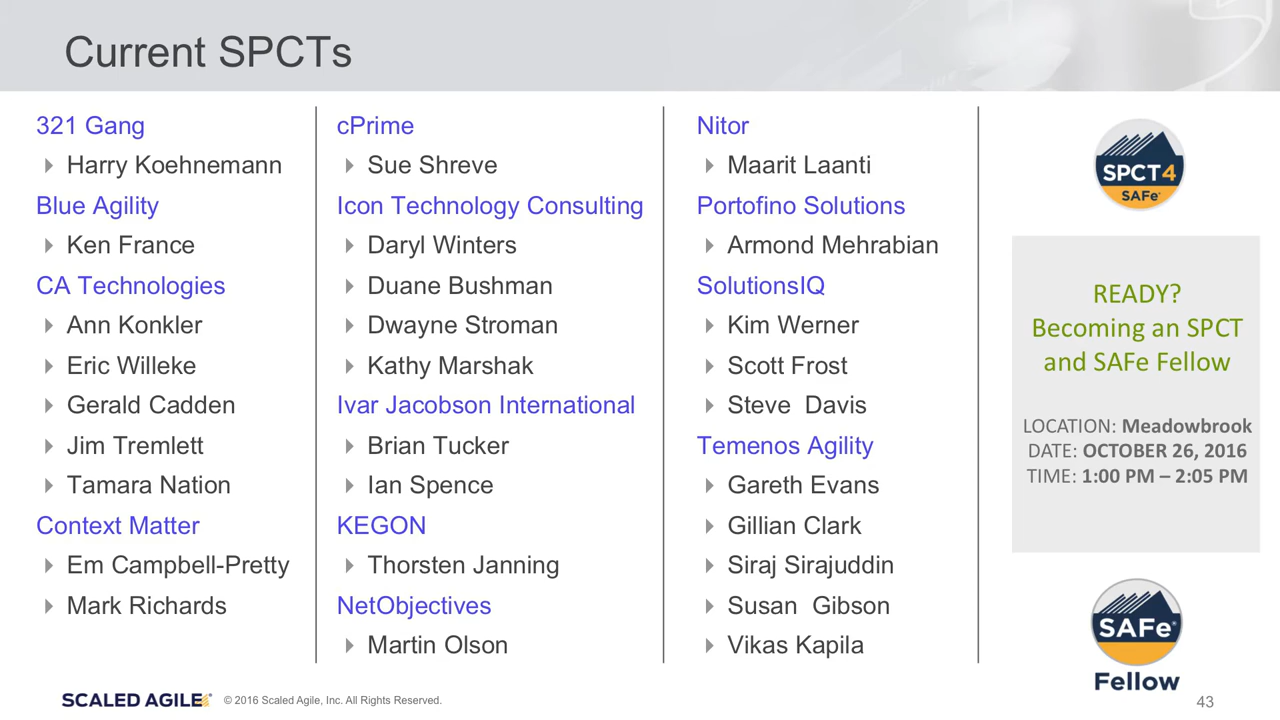 Current SPCTs
321 Gang
Harry Koehnemann
Blue Agility
Ken France
CA Technologies
Ann Konkler
Eric Willeke
Gerald Cadden
Jim Tremlett
Tamara Nation
Context Matter
Em Campbell-Pretty
Mark Richards
cPrime
Sue Shreve
Icon Technology Consulting
Daryl Winters
Duane Bushman
Dwayne Stroman
Kathy Marshak
Ivar Jacobson International
Brian Tucker
Ian Spence
KEGON
Thorsten Janning
NetObjectives
Martin Olson
Nitor
Maarit Laanti
Portofino Solutions
Armond Mehrabian
SolutionsIQ
Kim Werner
Scott Frost
Steve Davis
Temenos Agility
Gareth Evans
Gillian Clark
Siraj Sirajuddin
Susan Gibson
Vikas Kapila
SPCT4
SAFe®
READY?
Becoming an SPCT
and SAFe Fellow
LOCATION: Meadowbrook
DATE: OCTOBER 26, 2016
TIME: 1:00 PM – 2:05 PM
SAFe®
Fellow
SCALED AGILE® © 2016 Scaled Agile, Inc. All Rights Reserved.
43